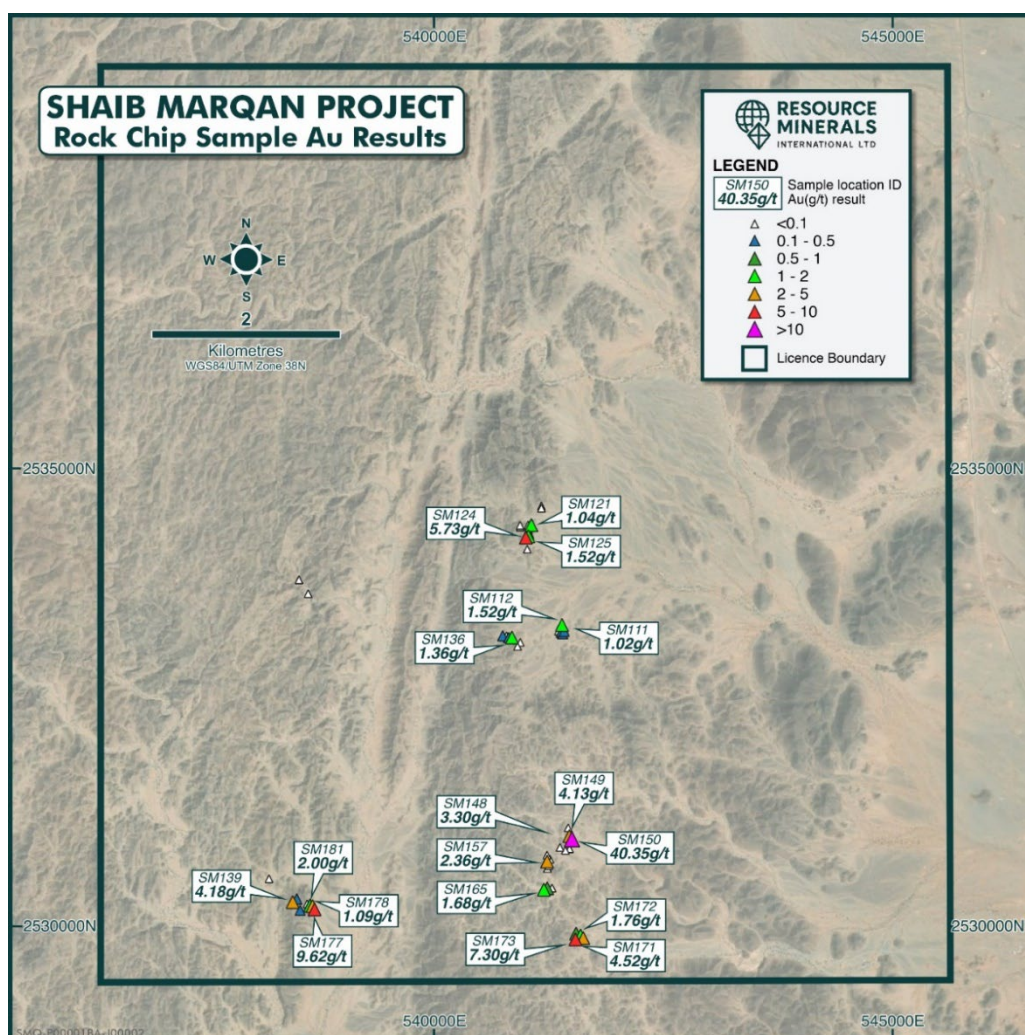 540000E
545000E
SHAIB MARQAN PROJECT
Rock Chip Sample Au Results
RESOURCE
MINERALS
INTERNATIONAL LTD
LEGEND
SM150
40.35g/t
Sample location ID
Au(g/t) result
<0.1
0.1 - 0.5
0.5 - 1
1 - 2
2 - 5
5 - 10
>10
Licence Boundary
N
W
E
S
2
Kilometres
WGS84/UTM Zone 38N
2535000N
2535000N
SM124
5.73g/t
SM121
1.04g/t
SM125
1.52g/t
SM112
1.52g/t
SM136
1.36g/t
SM111
1.02g/t
SM149
4.13g/t
SM148
3.30g/t
SM150
40.35g/t
SM157
2.36g/t
SM165
1.68g/t
SM181
2.00g/t
SM139
4.18g/t
SM178
1.09g/t
SM177
9.62g/t
SM172
1.76g/t
SM173
7.30g/t
SM171
4.52g/t
2530000N
2530000N
540000E
545000E